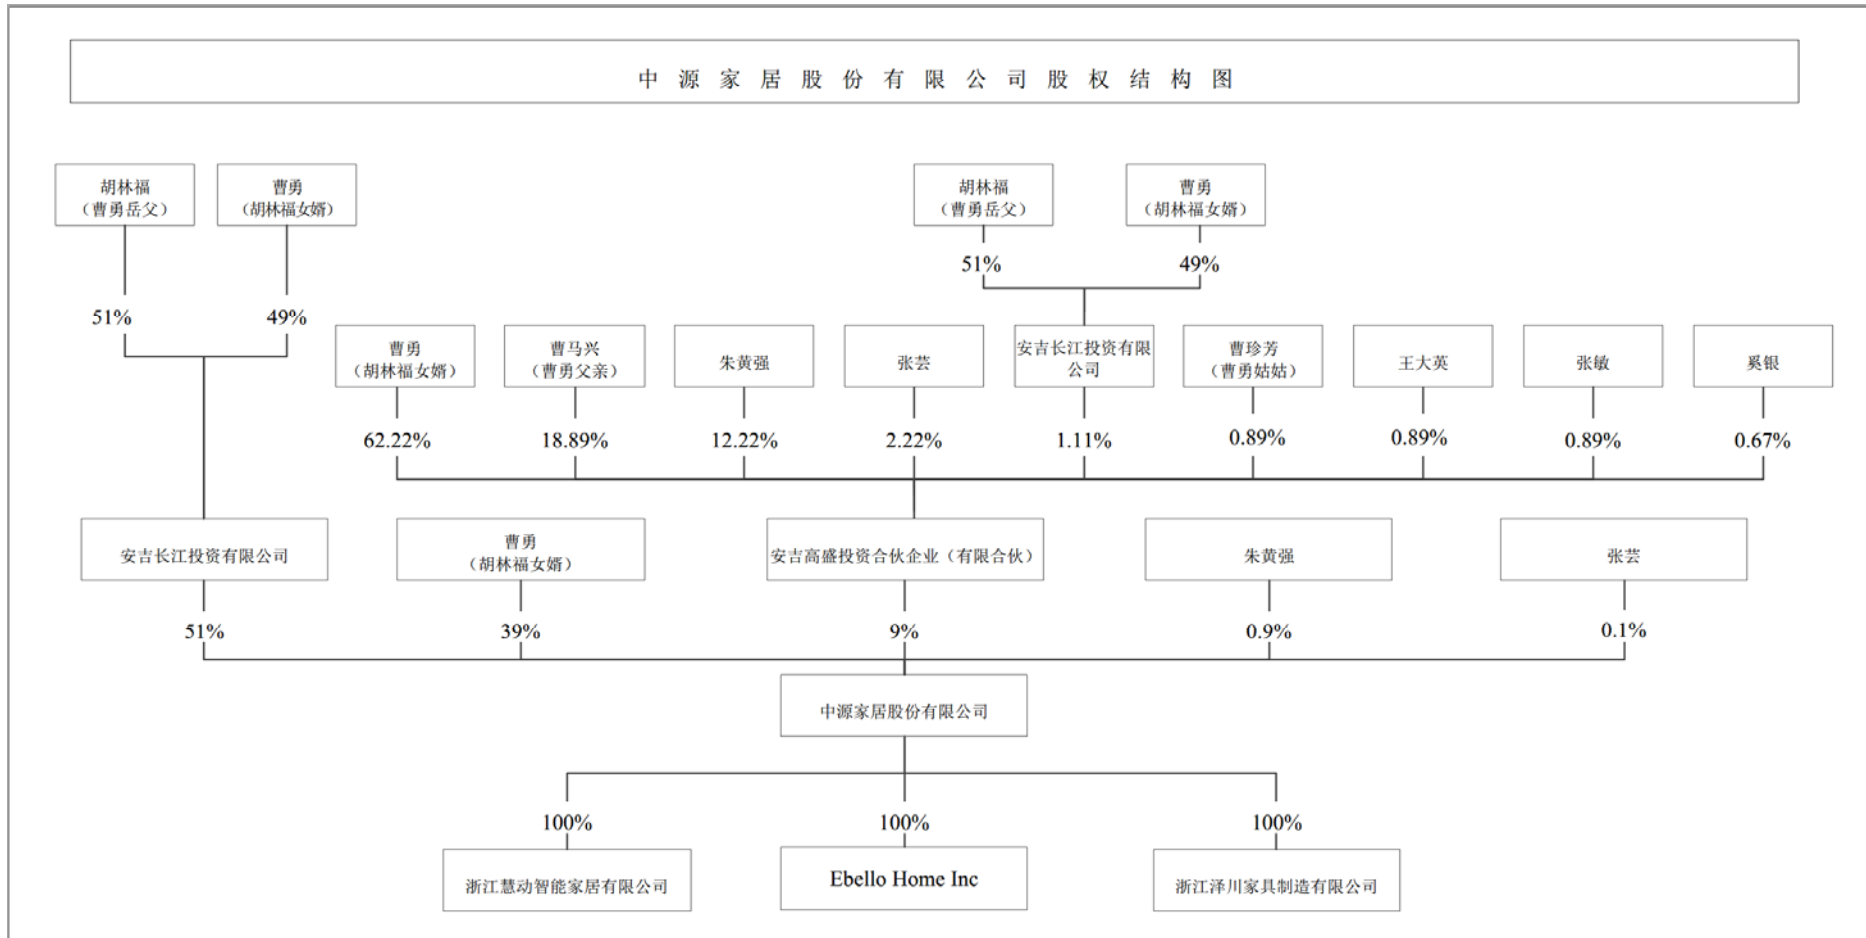 中源家居股份有限公司股权结构图
胡林福
（曹勇岳父）
曹勇
（胡林福女婿）
胡林福
（曹勇岳父）
曹勇
（胡林福女婿）
51%
49%
51%
49%
曹勇
（胡林福女婿）
曹马兴
（曹勇父亲）
朱黄强
张芸
安吉长江投资有限
公司
曹珍芳
（曹勇姑姑）
王大英
张敏
奚银
62.22%
18.89%
12.22%
2.22%
1.11%
0.89%
0.89%
0.89%
0.67%
安吉长江投资有限公司
曹勇
（胡林福女婿）
安吉高盛投资合伙企业（有限合伙）
朱黄强
张芸
51%
39%
9%
0.9%
0.1%
中源家居股份有限公司
100%
100%
100%
浙江慧动智能家居有限公司
Ebello Home Inc
浙江泽川家具制造有限公司